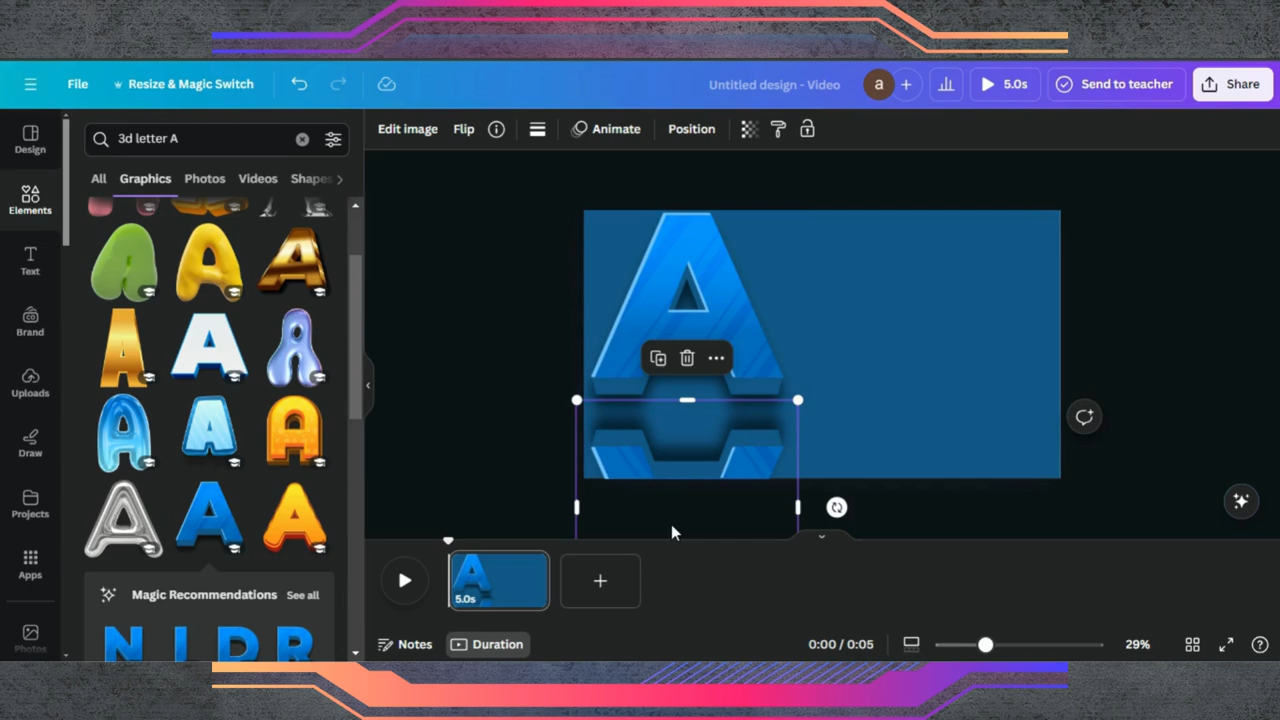 File
Resize & Magic Switch
Untitled design - Video
a
+
5.0s
Send to teacher
Share
Design
Elements
Text
Brand
Uploads
Draw
Projects
Apps
Photos
3d letter A
All
Graphics
Photos
Videos
Shapes
Magic Recommendations
See all
N I D R
Edit image
Flip
Animate
Position
A
5.0s
Notes
Duration
0:00 / 0:05
29%